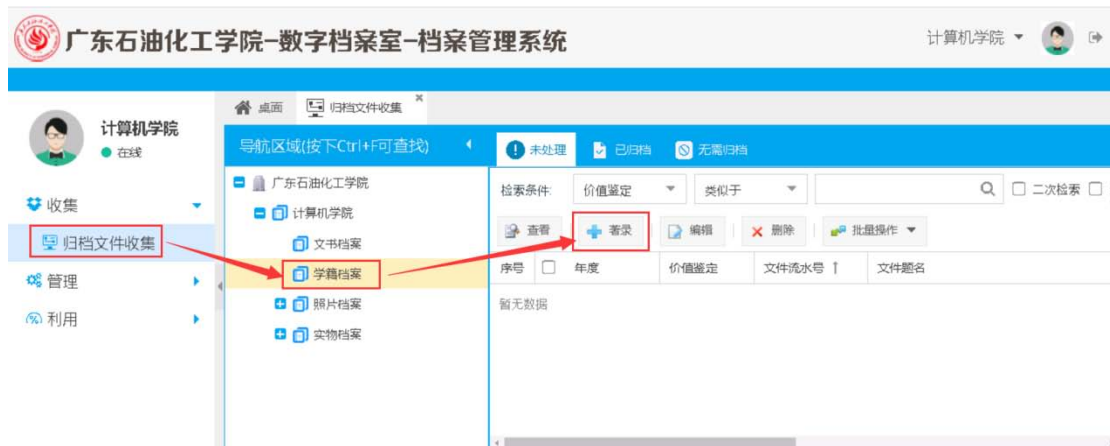 广东石油化工学院-数字档案室-档案管理系统
计算机学院
计算机学院
在线
收集
归档文件收集
管理
利用
桌面 归档文件收集
导航区域(按下Ctrl+F可查找)
广东石油化工学院
计算机学院
文书档案
学籍档案
照片档案
实物档案
未处理 已归档 无需归档
检索条件: 价值鉴定 类似于 二次检索
查看 著录 编辑 删除 批量操作
序号 年度 价值鉴定 文件流水号 文件题名
暂无数据